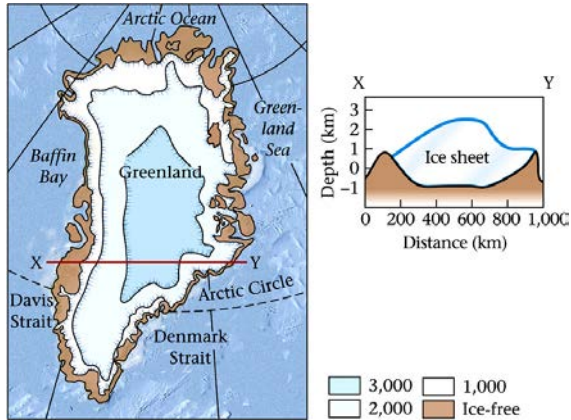 Arctic Ocean
Green-
land
Sea
Baffin
Bay
Greenland
X
Y
Davis
Strait
Arctic Circle
Denmark
Strait
X
Y
3
2
1
0
−1
Depth (km)
Ice sheet
0
200
400
600
800
1,000
Distance (km)
3,000
1,000
2,000
Ice-free